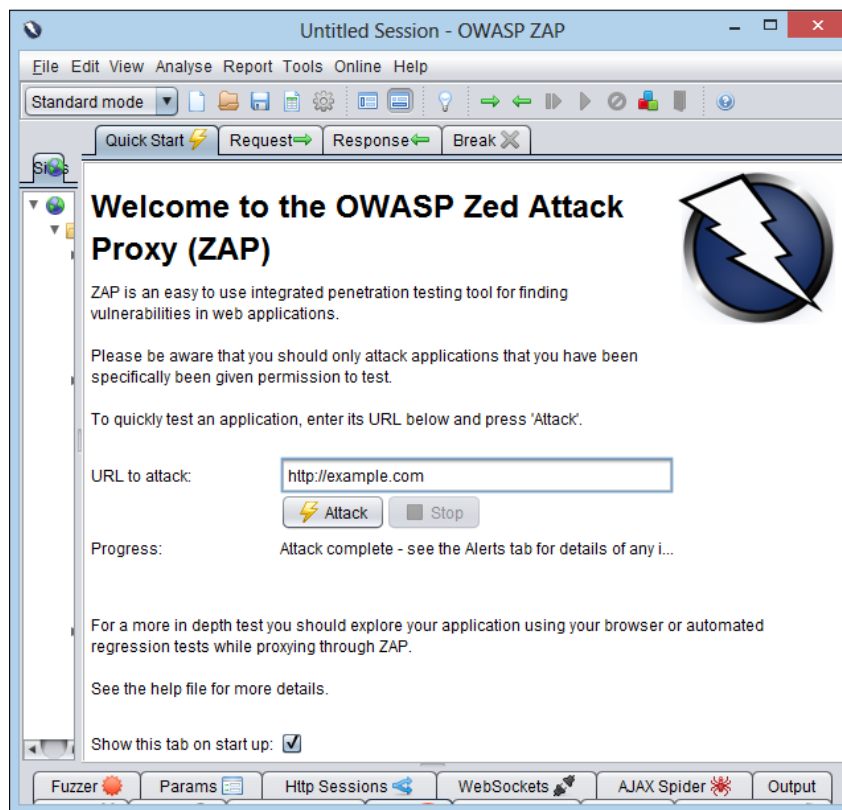 Untitled Session - OWASP ZAP
File Edit View Analyse Report Tools Online Help
Standard mode
Quick Start Request Response Break
Welcome to the OWASP Zed Attack
Proxy (ZAP)
ZAP is an easy to use integrated penetration testing tool for finding
vulnerabilities in web applications.
Please be aware that you should only attack applications that you have been
specifically been given permission to test.
To quickly test an application, enter its URL below and press 'Attack'.
URL to attack: http://example.com
Attack Stop
Progress: Attack complete - see the Alerts tab for details of any i...
For a more in depth test you should explore your application using your browser or automated
regression tests while proxying through ZAP.
See the help file for more details.
Show this tab on start up:
Fuzzer Params Http Sessions WebSockets AJAX Spider Output